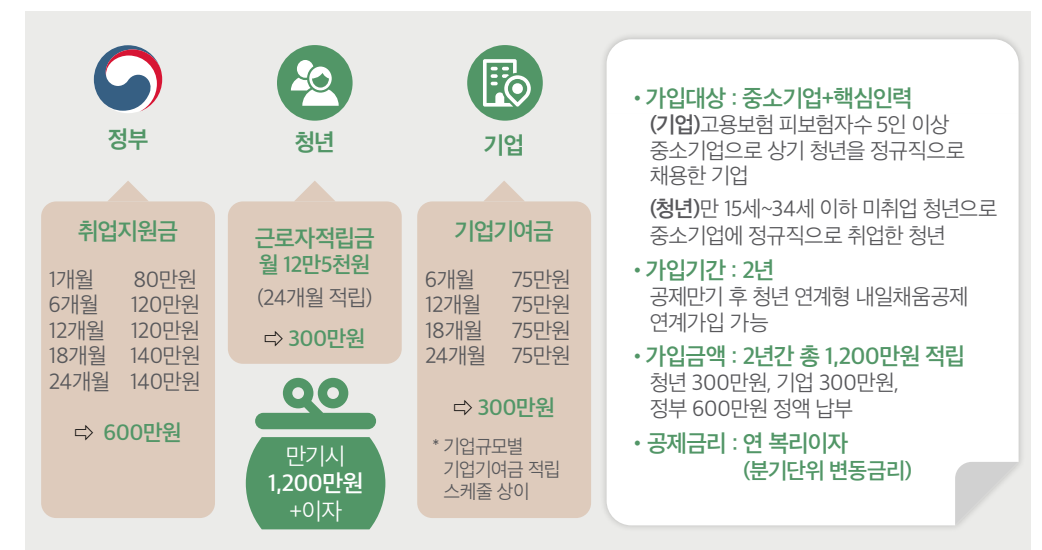 정부
취업지원금
1개월 80만원
6개월 120만원
12개월 120만원
18개월 140만원
24개월 140만원
⇨ 600만원
청년
근로자적립금
월 12만5천원
(24개월 적립)
⇨ 300만원
만기시
1,200만원
+이자
기업
기업기여금
6개월 75만원
12개월 75만원
18개월 75만원
24개월 75만원
⇨ 300만원
* 기업규모별
기업기여금 적립
스케줄 상이
• 가입대상 : 중소기업+핵심인력
(기업)고용보험 피보험자수 5인 이상
중소기업으로 상기 청년을 정규직으로
채용한 기업
(청년)만 15세~34세 이하 미취업 청년으로
중소기업에 정규직으로 취업한 청년
• 가입기간 : 2년
공제만기 후 청년 연계형 내일채움공제
연계가입 가능
• 가입금액 : 2년간 총 1,200만원 적립
청년 300만원, 기업 300만원,
정부 600만원 정액 납부
• 공제금리 : 연 복리이자
(분기단위 변동금리)